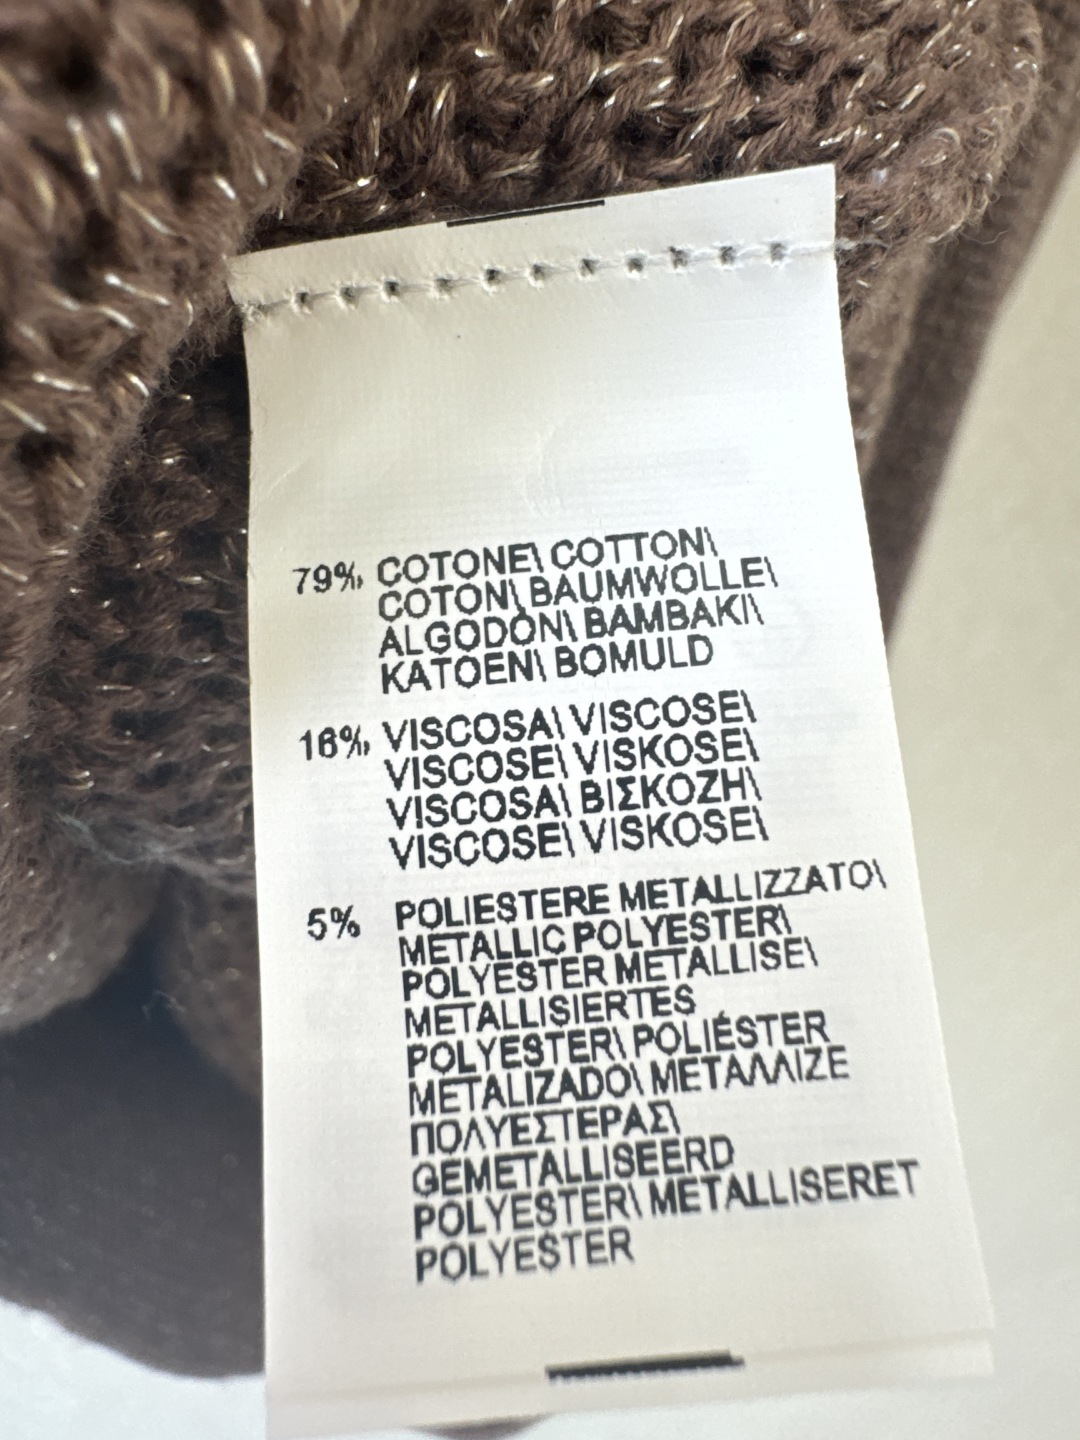 79% COTONE\ COTTON\
COTON\ BAUMWOLLE\
ALGODÒN\ BAMBAKI\
KATOEN\ BOMULD
16% VISCOSA\ VISCOSE\
VISCOSE\ VISKOSE\
VISCOSA\ ΒΙΣΚΟΖΗ\
VISCOSE\ VISKOSE\
5% POLIESTERE METALLIZZATO\
METALLIC POLYESTER\
POLYESTER METALLISE\
METALLISIERTES
POLYESTER\ POLIÉSTER
METALIZADO\ ΜΕΤΑΛΛΙΖΕ
ΠΟΛΥΕΣΤΕΡΑΣ\
GEMETALLISEERD
POLYESTER\ METALLISERET
POLYESTER